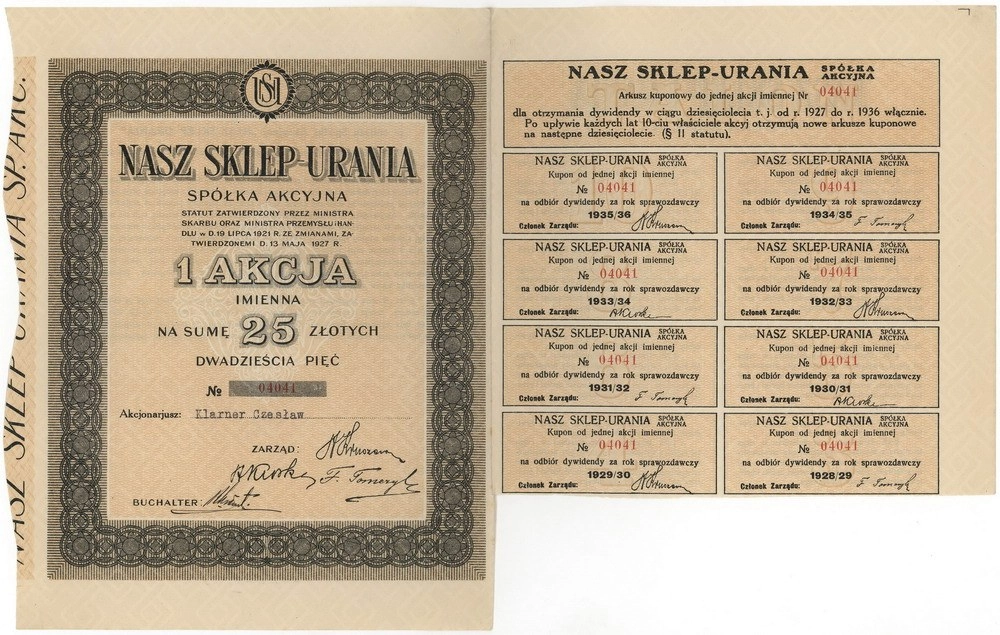 NASZ SKLEP URANIA SP. AKC.
NASZ SKLEP-URANIA
SPÓŁKA AKCYJNA
STATUT ZATWIERDZONY PRZEZ MINISTRA
SKARBU ORAZ MINISTRA PRZEMYSŁU I HAN-
DLU w D. 19 LIPCA 1921 R. ZE ZMIANAMI, ZA-
TWIERDZONEMI D. 13 MAJA 1927 R.
1 AKCJA
IMIENNA
NA SUMĘ 25 ZŁOTYCH
DWADZIEŚCIA PIĘĆ
№ 04041
Akcjonarjusz: Klarner Czesław
ZARZĄD:
BUCHALTER:
NASZ SKLEP-URANIA SPÓŁKA AKCYJNA
Arkusz kuponowy do jednej akcji imiennej Nr 04041
dla otrzymania dywidendy w ciągu dziesięciolecia t. j. od r. 1927 do r. 1936 włącznie.
Po upływie każdych lat 10-ciu właściciele akcyj otrzymują nowe arkusze kuponowe
na następne dziesięciolecie. (§ 11 statutu).
NASZ SKLEP-URANIA SPÓŁKA AKCYJNA
Kupon od jednej akcji imiennej
№ 04041
na odbiór dywidendy za rok sprawozdawczy
1935/36
Członek Zarządu:
NASZ SKLEP-URANIA SPÓŁKA AKCYJNA
Kupon od jednej akcji imiennej
№ 04041
na odbiór dywidendy za rok sprawozdawczy
1934/35
Członek Zarządu:
NASZ SKLEP-URANIA SPÓŁKA AKCYJNA
Kupon od jednej akcji imiennej
№ 04041
na odbiór dywidendy za rok sprawozdawczy
1933/34
Członek Zarządu:
NASZ SKLEP-URANIA SPÓŁKA AKCYJNA
Kupon od jednej akcji imiennej
№ 04041
na odbiór dywidendy za rok sprawozdawczy
1932/33
Członek Zarządu:
NASZ SKLEP-URANIA SPÓŁKA AKCYJNA
Kupon od jednej akcji imiennej
№ 04041
na odbiór dywidendy za rok sprawozdawczy
1931/32
Członek Zarządu:
NASZ SKLEP-URANIA SPÓŁKA AKCYJNA
Kupon od jednej akcji imiennej
№ 04041
na odbiór dywidendy za rok sprawozdawczy
1930/31
Członek Zarządu:
NASZ SKLEP-URANIA SPÓŁKA AKCYJNA
Kupon od jednej akcji imiennej
№ 04041
na odbiór dywidendy za rok sprawozdawczy
1929/30
Członek Zarządu:
NASZ SKLEP-URANIA SPÓŁKA AKCYJNA
Kupon od jednej akcji imiennej
№ 04041
na odbiór dywidendy za rok sprawozdawczy
1928/29
Członek Zarządu: